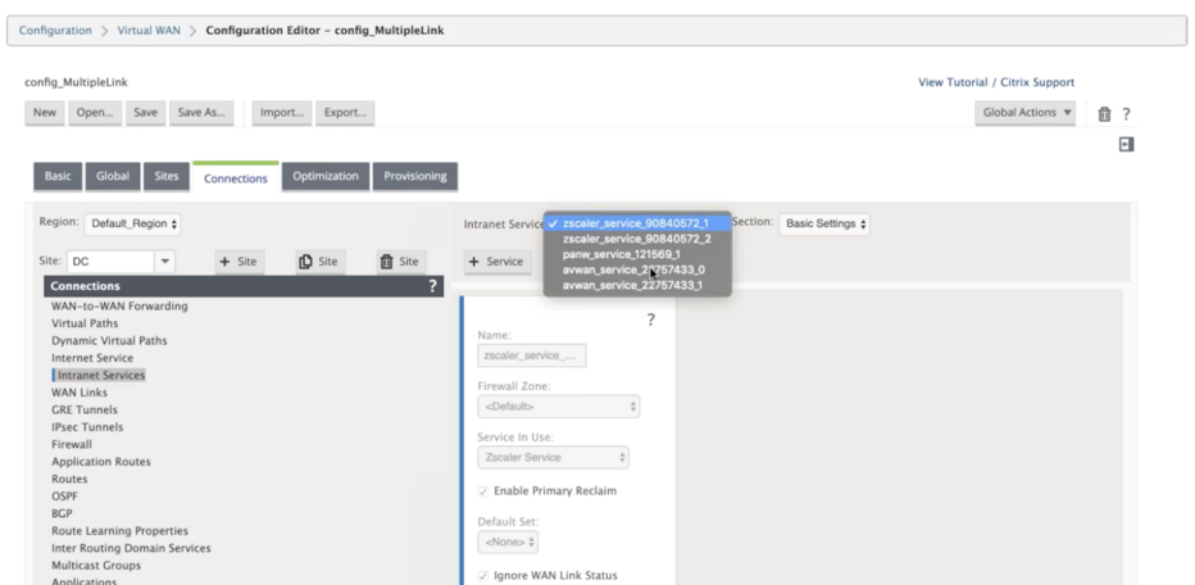 Configuration > Virtual WAN > Configuration Editor – config_MultipleLink
config_MultipleLink
View Tutorial / Citrix Support
New Open... Save Save As... Import... Export... Global Actions ?
Basic Global Sites Connections Optimization Provisioning
Region: Default_Region
Intranet Service
✓ zscaler_service_90840572_1
zscaler_service_90840572_2
panw_service_121569_1
avwan_service_22757433_1
Section: Basic Settings
Site: DC + Site Site Site
+ Service
Connections ?
WAN-to-WAN Forwarding
Virtual Paths
Dynamic Virtual Paths
Internet Service
Intranet Services
WAN Links
GRE Tunnels
IPsec Tunnels
Firewall
Application Routes
Routes
OSPF
BGP
Route Learning Properties
Inter Routing Domain Services
Multicast Groups
Applications
?
Name:
zscaler_service_...
Firewall Zone:
<Default>
Service In Use:
Zscaler Service
Enable Primary Reclaim
Default Set:
<None>
Ignore WAN Link Status